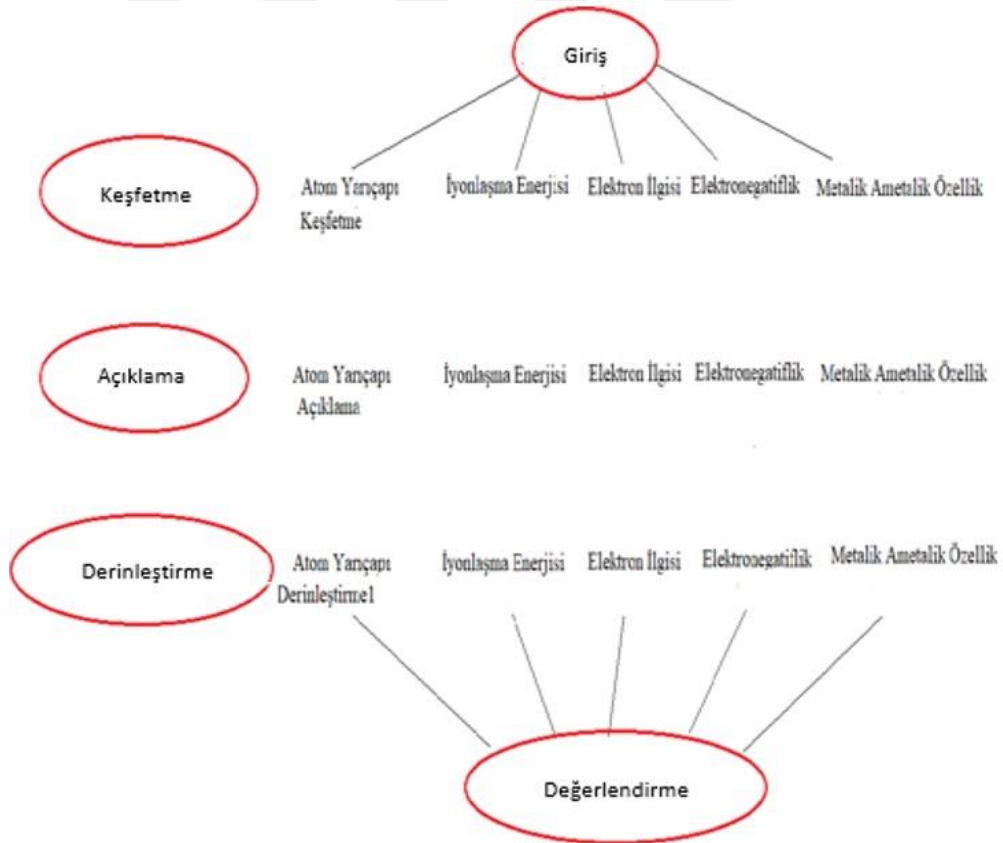 Giriş
Keşfetme
Atom Yarıçapı İyonlaşma Enerjisi Elektron İlgisi Elektronegatiflik Metalik Ametalik Özellik
Keşfetme
Açıklama
Atom Yarıçapı İyonlaşma Enerjisi Elektron İlgisi Elektronegatiflik Metalik Ametalik Özellik
Açıklama
Derinleştirme
Atom Yarıçapı İyonlaşma Enerjisi Elektron İlgisi Elektronegatiflik Metalik Ametalik Özellik
Derinleştirme1
Değerlendirme